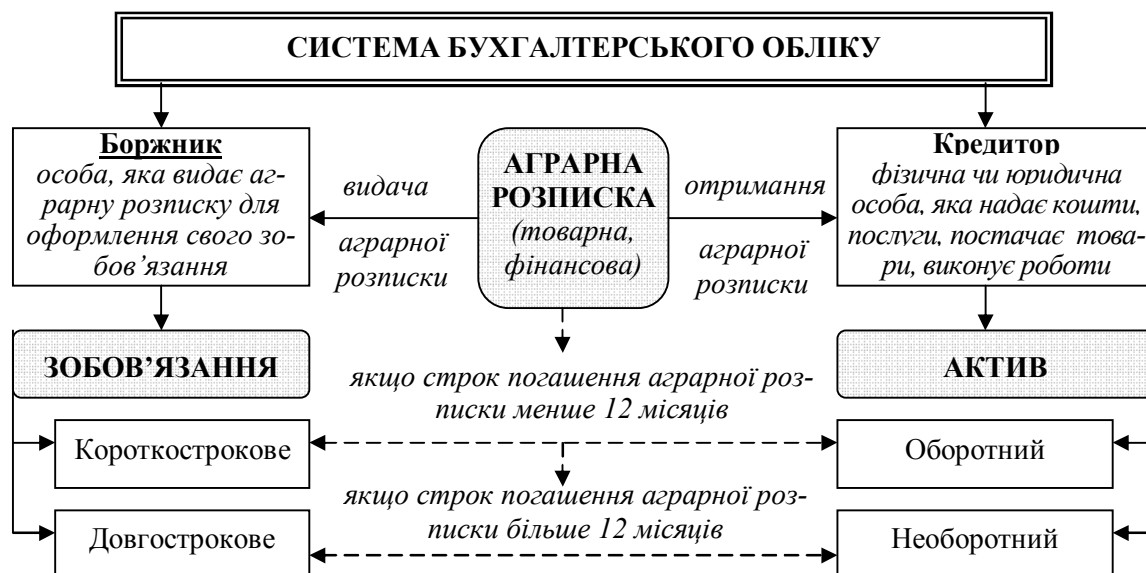 СИСТЕМА БУХГАЛТЕРСЬКОГО ОБЛІКУ
Боржник
особа, яка видає аг-
рарну розписку для
оформлення свого зо-
бов’язання
видача
аграрної
розписки
АГРАРНА
РОЗПИСКА
(товарна,
фінансова)
отримання
аграрної
розписки
Кредитор
фізична чи юридична
особа, яка надає кошти,
послуги, постачає това-
ри, виконує роботи
ЗОБОВ’ЯЗАННЯ
АКТИВ
якщо строк погашення аграрної роз-
писки менше 12 місяців
Короткострокове
Оборотний
якщо строк погашення аграрної роз-
писки більше 12 місяців
Довгострокове
Необоротний